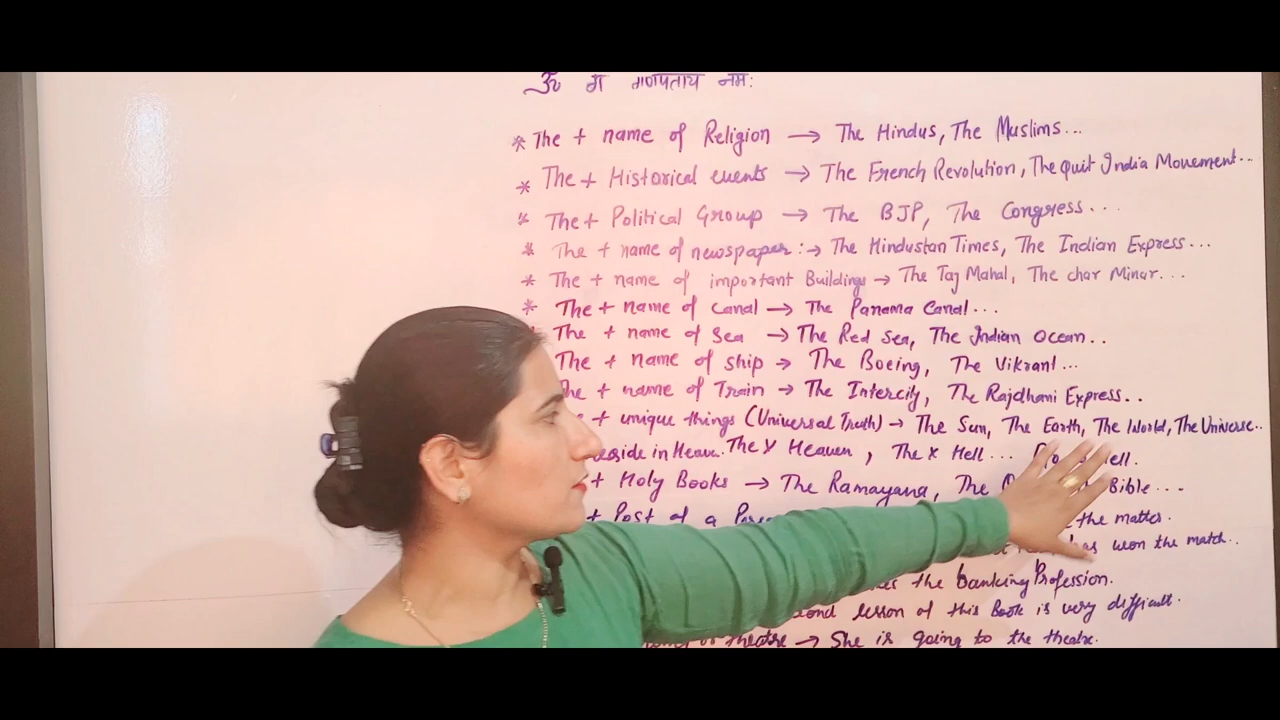 ॐ गं गणपतये नमः
* The + name of Religion → The Hindus, The Muslims...
* The + Historical events → The French Revolution, The Quit India Movement...
* The + Political Group → The BJP, The Congress...
* The + name of newspaper :→ The Hindustan Times, The Indian Express...
* The + name of important Buildings → The Taj Mahal, The char Minar...
* The + name of canal → The Panama Canal...
The + name of Sea → The Red Sea, The Indian Ocean..
The + name of ship → The Boeing, The Vikrant...
+ name of Train → The Intercity, The Rajdhani Express..
+ unique things (Universal Truth) → The Sun, The Earth, The World, The Universe..
in Heaven. The X Heaven, The X Hell... Hell.
+ Holy Books → The Ramayana, The Bible...
+ Post of a the matter.
has won the match..
the banking Profession.
lesson of this Book is very difficult.
theatre → She is going to the theatre.